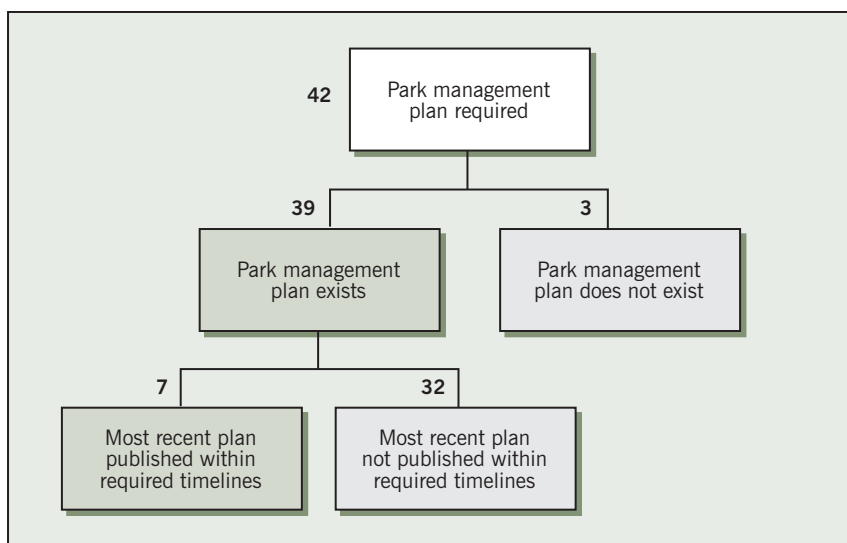 42
Park management
plan required
39
3
Park management
plan exists
Park management
plan does not exist
7
32
Most recent plan
published within
required timelines
Most recent plan
not published within
required timelines